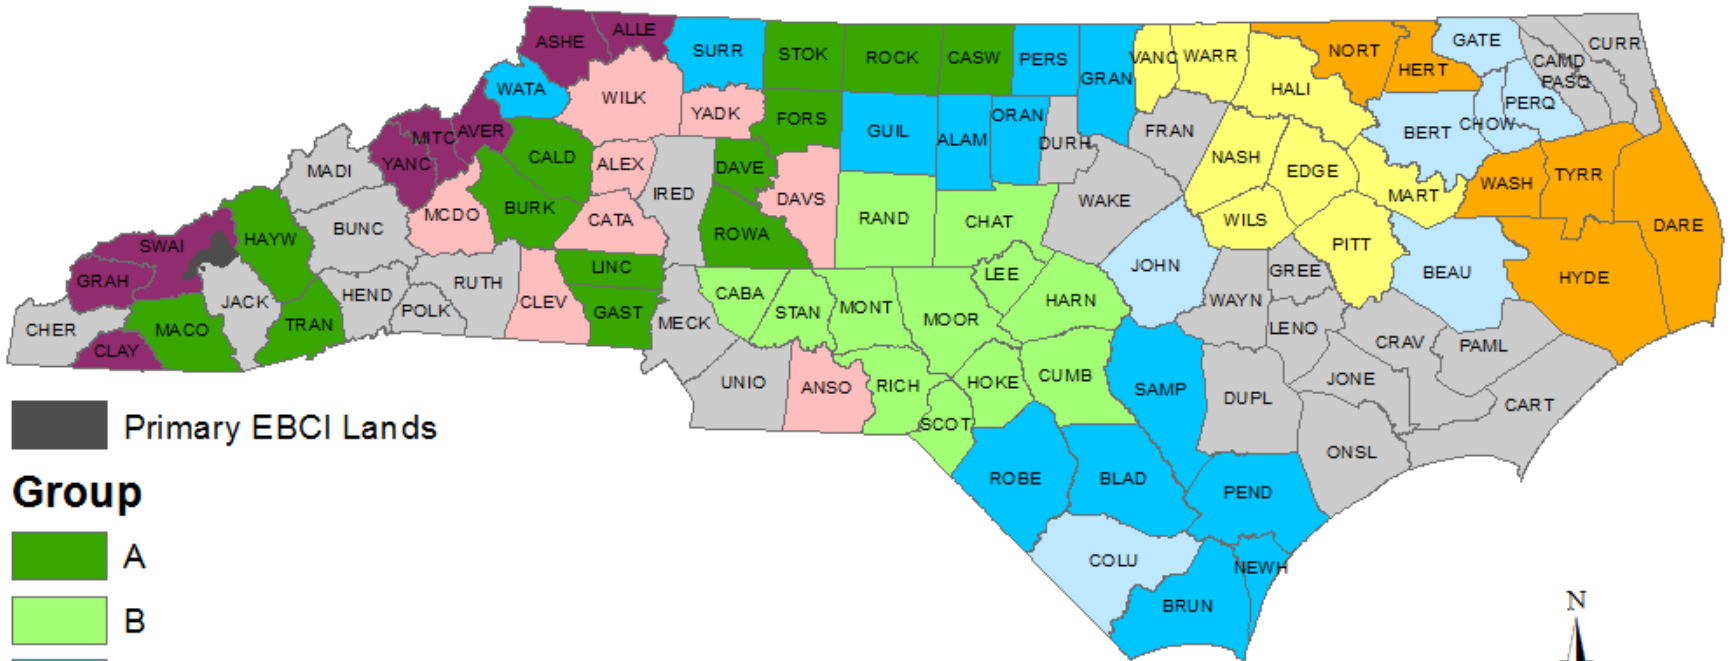 ASHE ALLE SURR STOK ROCK CASW PERS GRAN VANC WARR HALI NORT HERT GATE CAMD PASQ CURR
WATA WILK YADK FORS GUIL ALAM ORAN DURH FRAN BERT CHOW PERQ
MITC AVER YANC CALD ALEX IRED DAVE DAVS NASH EDGE MART WASH TYRR DARE
MADI BUNC MCDO BURK CATA ROWA RAND CHAT WAKE WILS PITT
SWAI HAYW GRAH JACK HEND RUTH POLK CLEV LINC GAST MECK CABA STAN MONT MOOR LEE HARN JOHN WAYN GREE LENO BEAU HYDE
CHER CLAY MACO TRAN UNIO ANSO RICH SCOT HOKE CUMB SAMP DUPL JONE CRAV PAML CART
ROBE BLAD PEND ONSL
COLU BRUN NEWH
Primary EBCI Lands
Group
A
B
N